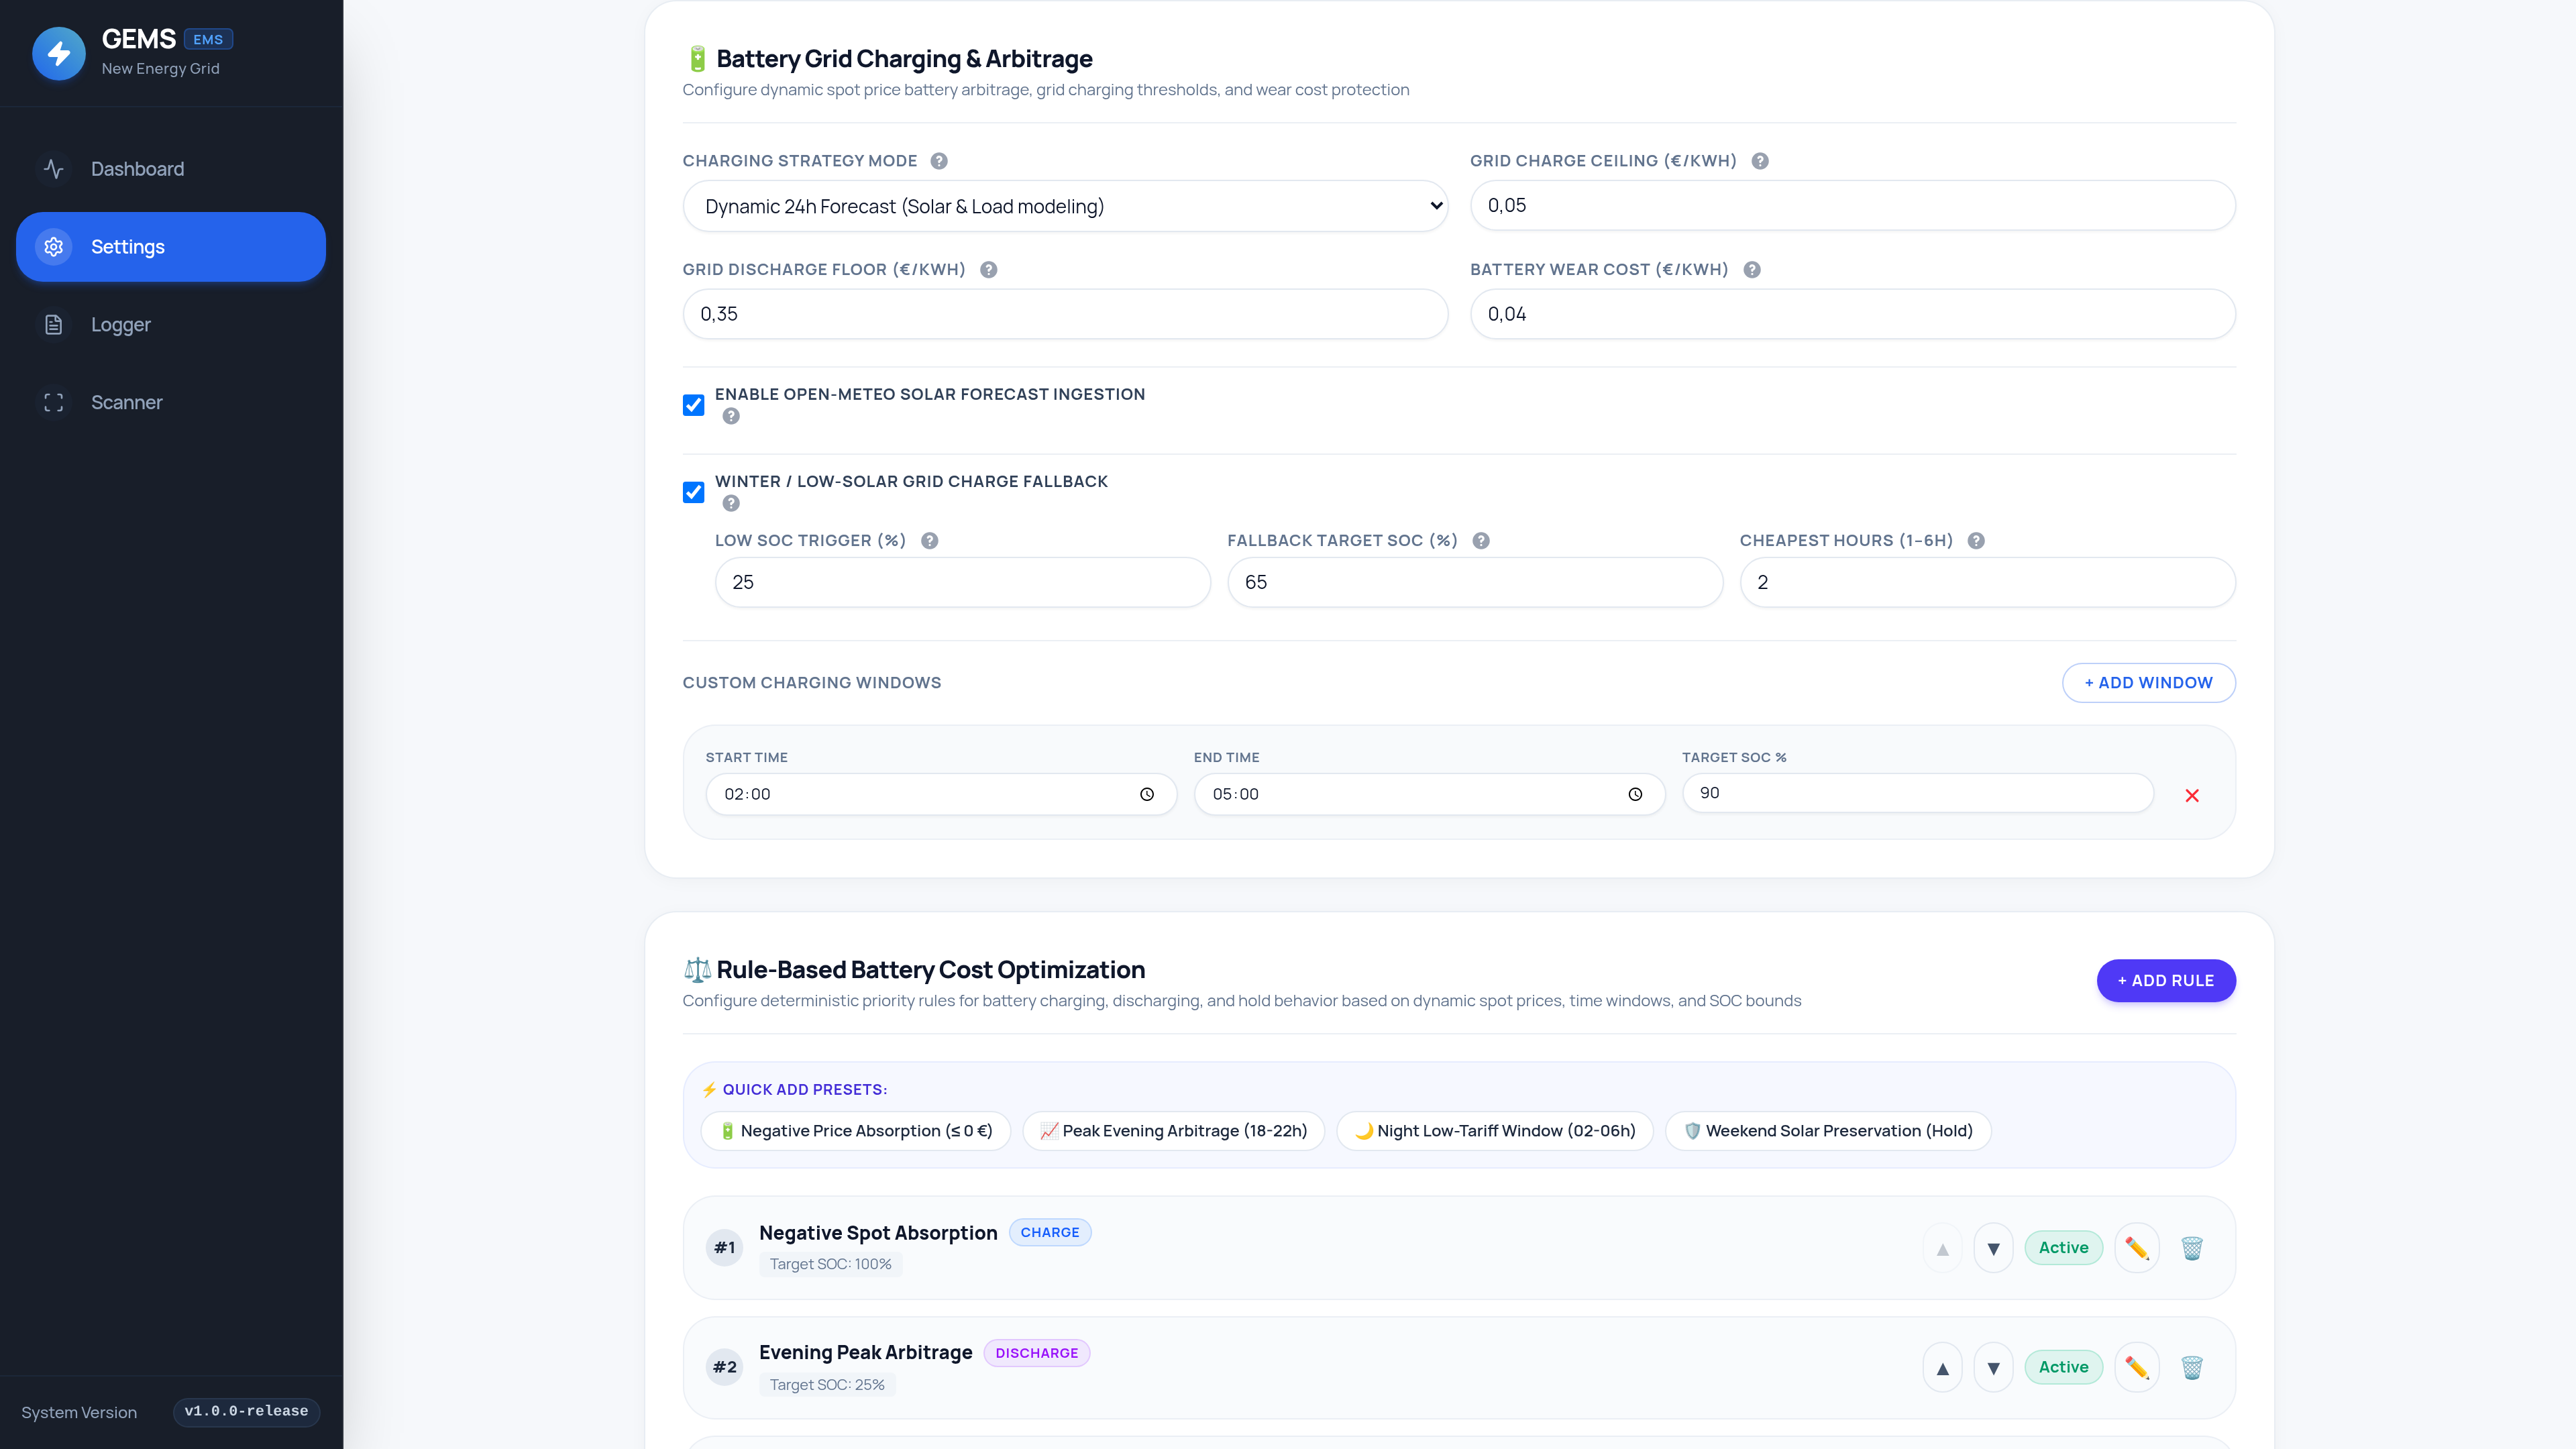 GEMS EMS
New Energy Grid
Dashboard
Settings
Logger
Scanner
System Version v1.0.0-release
🔋 Battery Grid Charging & Arbitrage
Configure dynamic spot price battery arbitrage, grid charging thresholds, and wear cost protection
CHARGING STRATEGY MODE ?
Dynamic 24h Forecast (Solar & Load modeling)
GRID CHARGE CEILING (€/KWH) ?
0,05
GRID DISCHARGE FLOOR (€/KWH) ?
0,35
BATTERY WEAR COST (€/KWH) ?
0,04
ENABLE OPEN-METEO SOLAR FORECAST INGESTION
?
WINTER / LOW-SOLAR GRID CHARGE FALLBACK
?
LOW SOC TRIGGER (%) ?
25
FALLBACK TARGET SOC (%) ?
65
CHEAPEST HOURS (1–6H) ?
2
CUSTOM CHARGING WINDOWS
+ ADD WINDOW
START TIME
02:00
END TIME
05:00
TARGET SOC %
90
✕
⚖️ Rule-Based Battery Cost Optimization
Configure deterministic priority rules for battery charging, discharging, and hold behavior based on dynamic spot prices, time windows, and SOC bounds
+ ADD RULE
⚡ QUICK ADD PRESETS:
🔋 Negative Price Absorption (≤ 0 €)
📈 Peak Evening Arbitrage (18-22h)
🌙 Night Low-Tariff Window (02-06h)
🛡️ Weekend Solar Preservation (Hold)
#1 Negative Spot Absorption CHARGE
Target SOC: 100%
▲ ▼ Active ✏️ 🗑️
#2 Evening Peak Arbitrage DISCHARGE
Target SOC: 25%
▲ ▼ Active ✏️ 🗑️